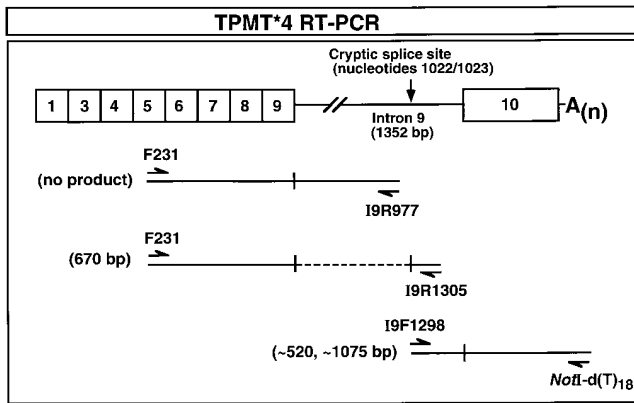 TPMT*4 RT-PCR
Cryptic splice site
(nucleotides 1022/1023)
1 3 4 5 6 7 8 9 10 A(n)
Intron 9
(1352 bp)
F231
(no product)
I9R977
F231
(670 bp)
I9R1305
I9F1298
(~520, ~1075 bp)
NotI-d(T)18